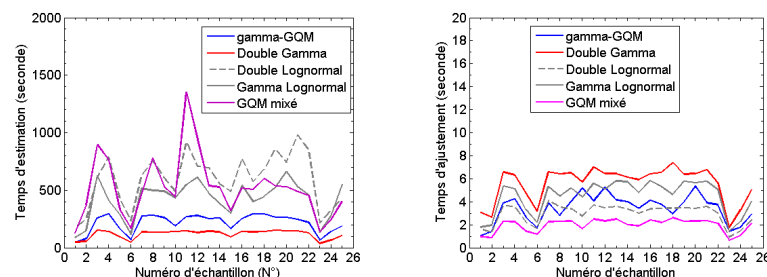 2000
1500
1000
500
0
0 2 4 6 8 10 12 14 16 18 20 22 24 26
Temps d'estimation (seconde)
Numéro d'échantillon (N°)
gamma-GQM
Double Gamma
Double Lognormal
Gamma Lognormal
GQM mixé
20
18
16
14
12
10
8
6
4
2
0
0 2 4 6 8 10 12 14 16 18 20 22 24 26
Temps d'ajustement (seconde)
Numéro d'échantillon
gamma-GQM
Double Gamma
Double Lognormal
Gamma Lognormal
GQM mixé